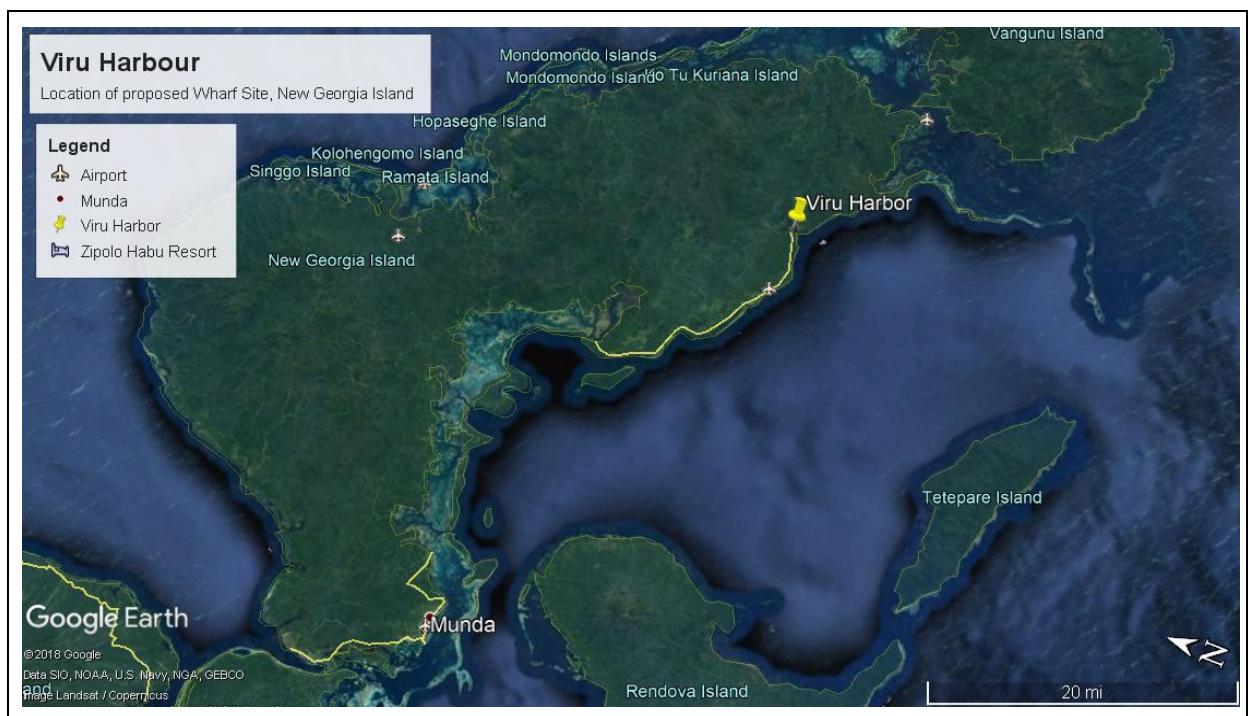 Viru Harbour
Location of proposed Wharf Site, New Georgia Island
Legend
Airport
Munda
Viru Harbor
Zipolo Habu Resort
Vangunu Island
Mondomondo Islands
Mondomondo Island
Tu Kuriana Island
Hopaseghe Island
Kolohengomo Island
Singgo Island
Ramata Island
Viru Harbor
New Georgia Island
Tetepare Island
Munda
Google Earth
©2018 Google
Data SIO, NOAA, U.S. Navy, NGA, GEBCO
Image Landsat / Copernicus
Rendova Island
N
20 mi